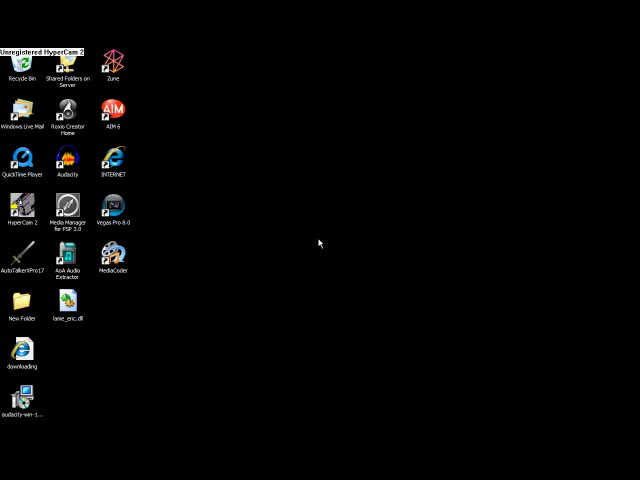 Unregistered HyperCam 2
Recycle Bin
Shared Folders on
Server
Zune
Windows Live Mail
Roxio Creator
Home
AIM
AIM 6
QuickTime Player
Audacity
INTERNET
HyperCam 2
Media Manager
for PSP 3.0
Vegas Pro 8.0
AutoTalkerXPro17
AoA Audio
Extractor
MediaCoder
New Folder
lame_enc.dll
downloading
audacity-win-1...